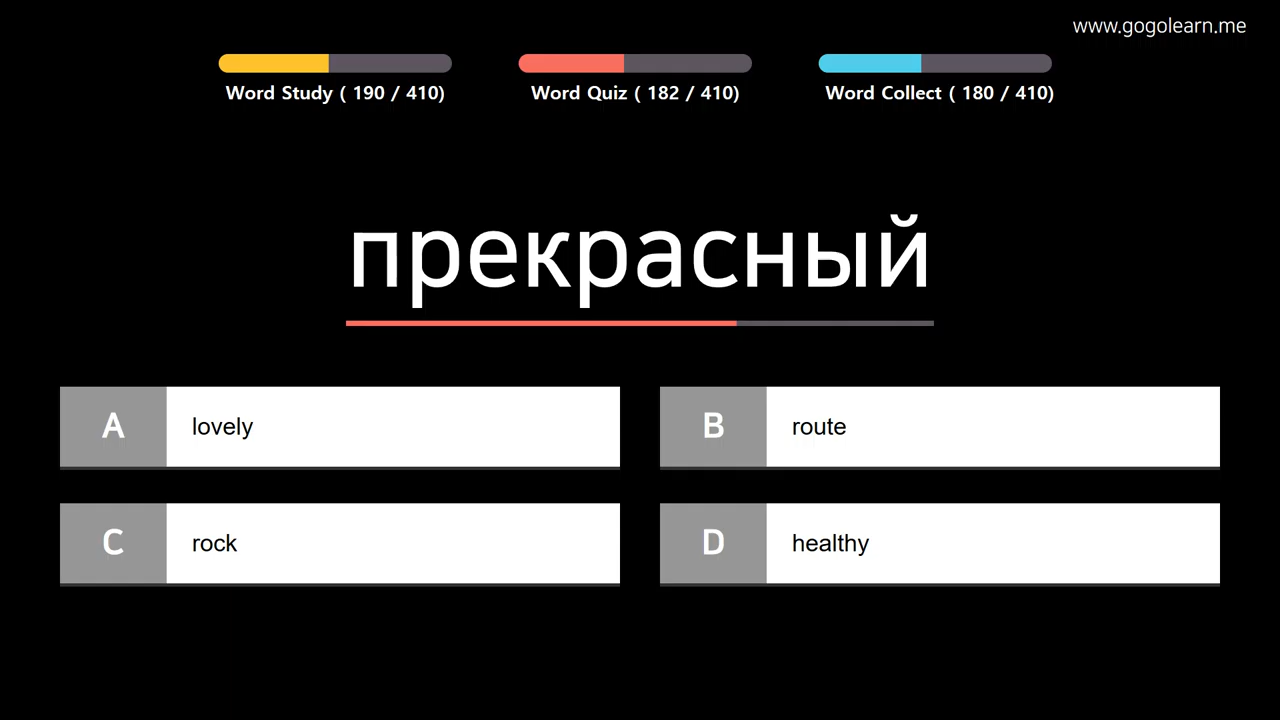 www.gogolearn.me
Word Study ( 190 / 410)
Word Quiz ( 182 / 410)
Word Collect ( 180 / 410)
прекрасный
A lovely
B route
C rock
D healthy